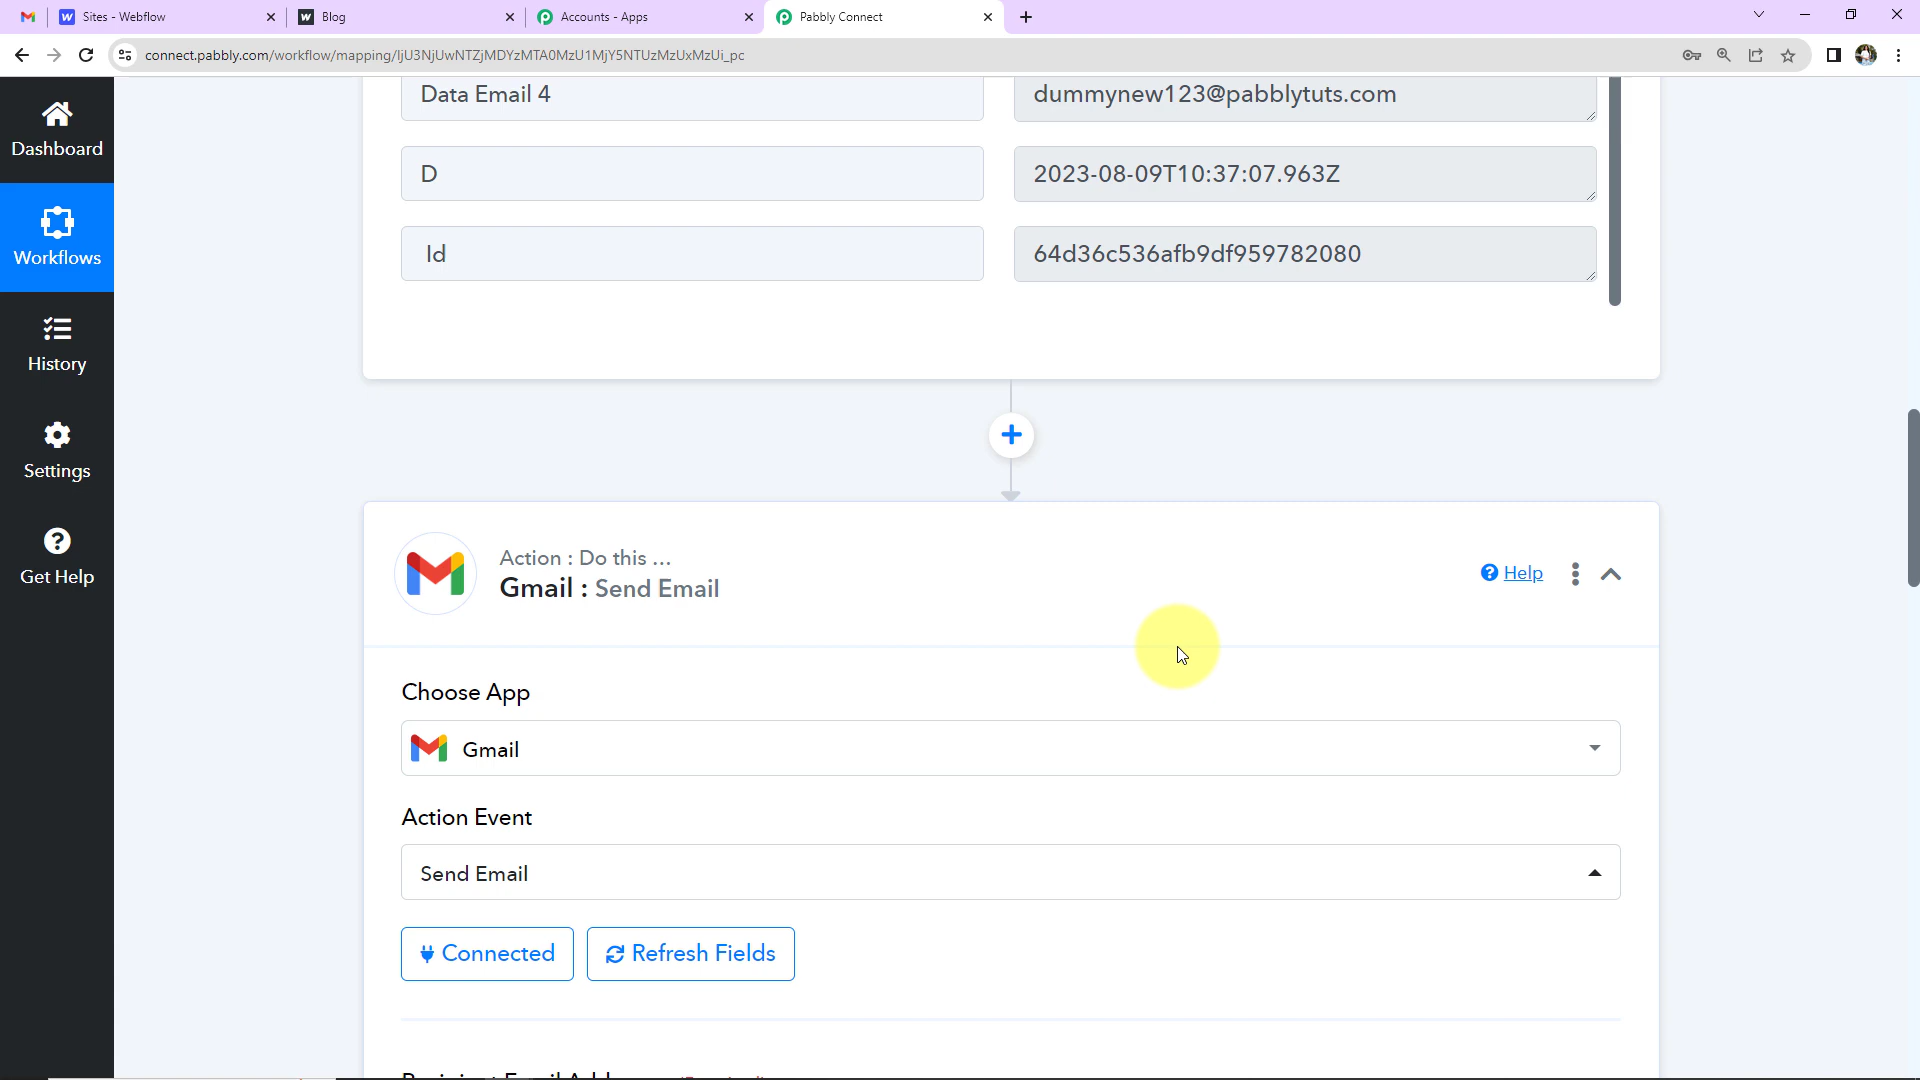 Sites - Webflow
Blog
Accounts - Apps
Pabbly Connect
connect.pabbly.com/workflow/mapping/IjU3NjUwNTZjMDYzMTA0MzU1MjY5NTUzMzUxMzUi_pc
Dashboard
Workflows
History
Settings
Get Help
Data Email 4
dummynew123@pabblytuts.com
D
2023-08-09T10:37:07.963Z
Id
64d36c536afb9df959782080
Action : Do this ...
Gmail : Send Email
Help
Choose App
Gmail
Action Event
Send Email
Connected
Refresh Fields